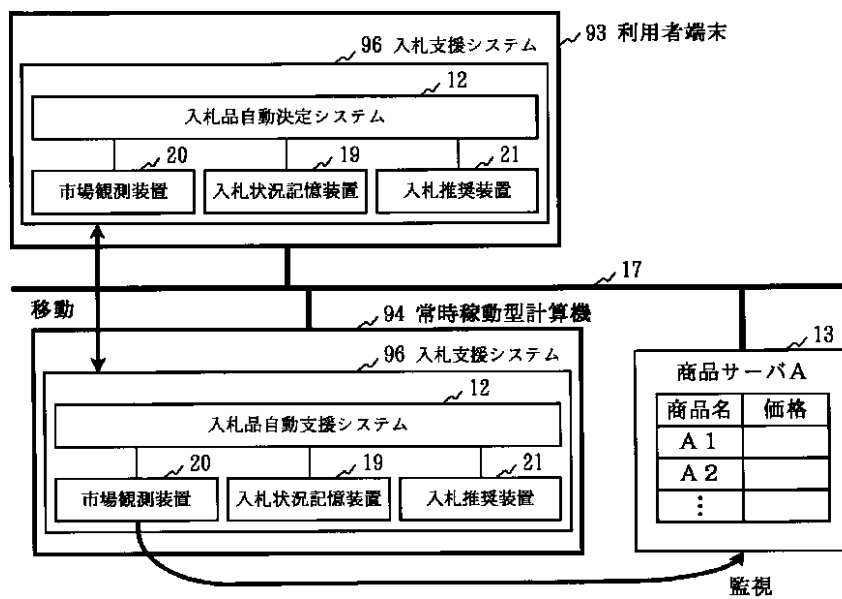 96 入札支援システム
93 利用者端末
12
入札品自動決定システム
20
19
21
市場観測装置
入札状況記憶装置
入札推奨装置
17
移動
94 常時稼動型計算機
13
96 入札支援システム
商品サーバA
12
商品名 価格
入札品自動支援システム
A1
A2
⋮
20
19
21
市場観測装置
入札状況記憶装置
入札推奨装置
監視